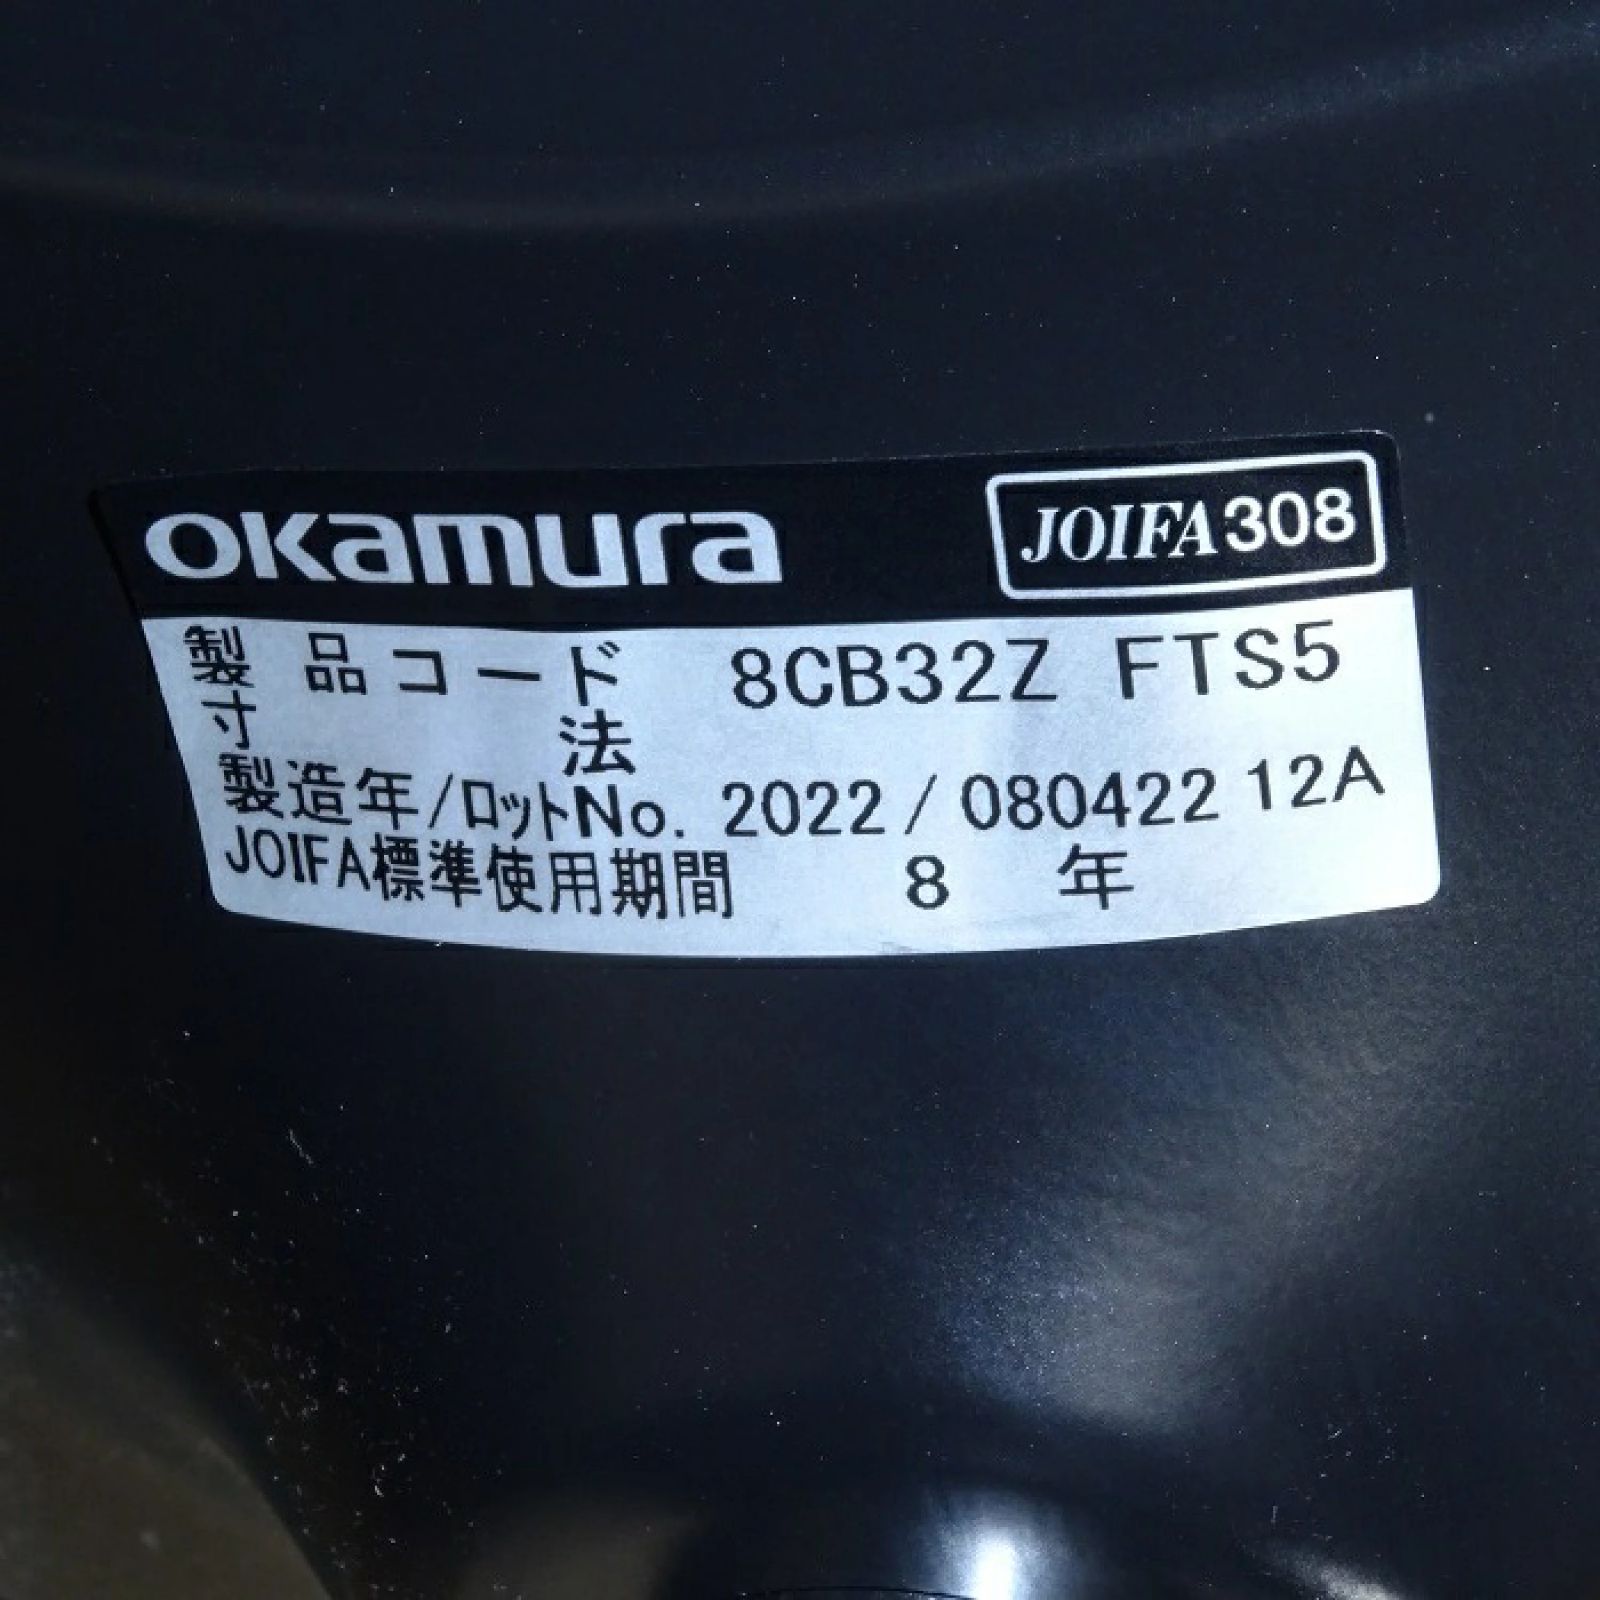 okamura JOIFA308
製品コード 8CB32Z FTS5
寸法
製造年/ロットNo. 2022 / 080422 12A
JOIFA標準使用期間 8 年